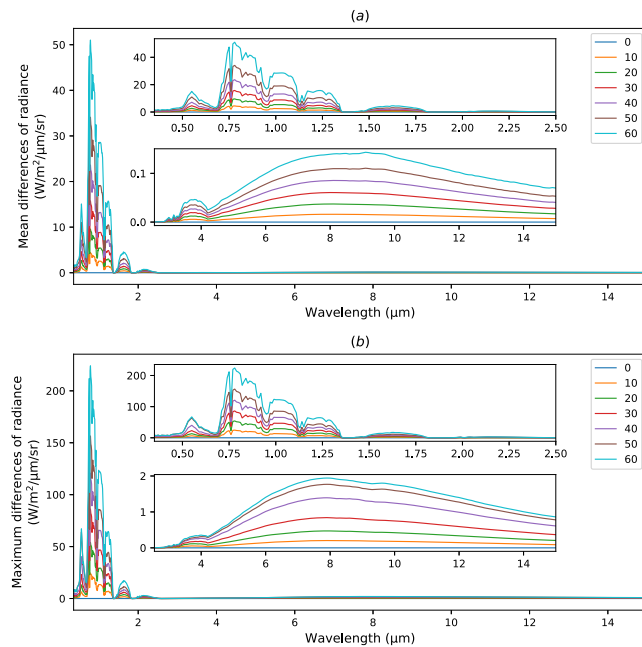 (a)
50
40
30
20
10
0
Mean differences of radiance
(W/m²/μm/sr)
40
20
0
0.50 0.75 1.00 1.25 1.50 1.75 2.00 2.25 2.50
0.1
0.0
4 6 8 10 12 14
0
10
20
30
40
50
60
2 4 6 8 10 12 14
Wavelength (μm)
(b)
200
150
100
50
0
Maximum differences of radiance
(W/m²/μm/sr)
200
100
0
0.50 0.75 1.00 1.25 1.50 1.75 2.00 2.25 2.50
2
1
0
4 6 8 10 12 14
0
10
20
30
40
50
60
2 4 6 8 10 12 14
Wavelength (μm)